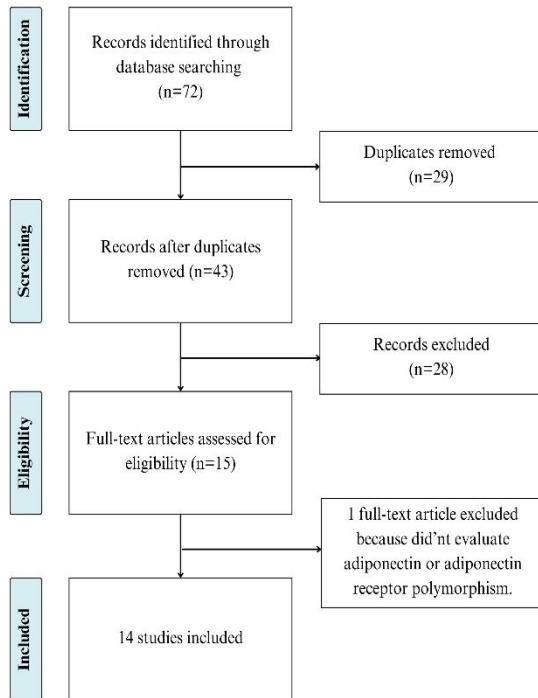 Identification
Records identified through
database searching
(n=72)
Duplicates removed
(n=29)
Screening
Records after duplicates
removed (n=43)
Records excluded
(n=28)
Eligibility
Full-text articles assessed for
eligibility (n=15)
1 full-text article excluded
because did'nt evaluate
adiponectin or adiponectin
receptor polymorphism.
Included
14 studies included